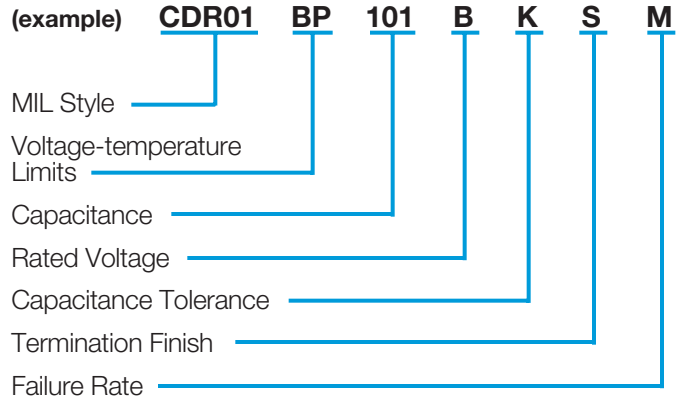 (example) CDR01 BP 101 B K S M
MIL Style
Voltage-temperature
Limits
Capacitance
Rated Voltage
Capacitance Tolerance
Termination Finish
Failure Rate